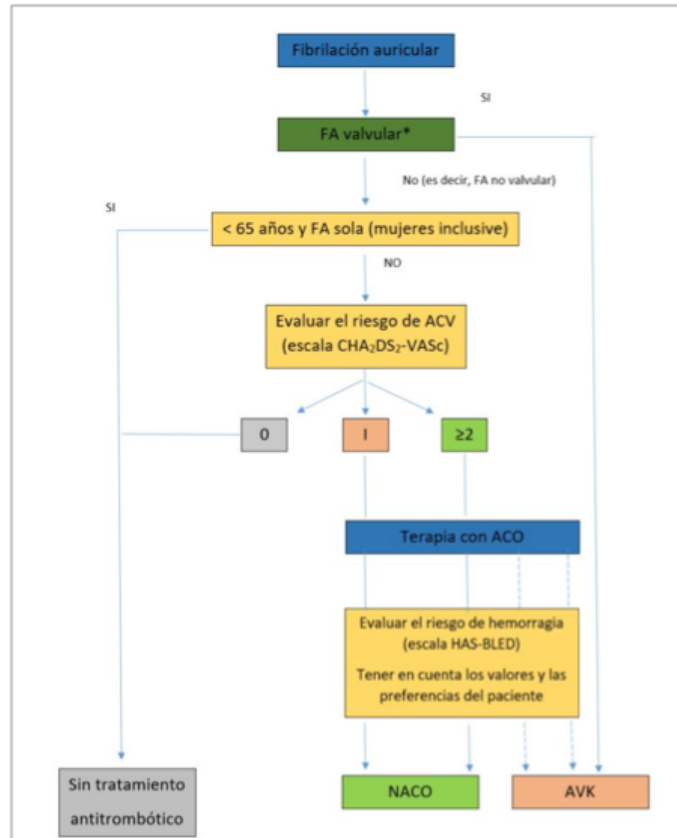 Fibrilación auricular
SI
FA valvular*
No (es decir, FA no valvular)
SI
< 65 años y FA sola (mujeres inclusive)
NO
Evaluar el riesgo de ACV
(escala CHA₂DS₂-VASc)
0
I
≥2
Terapia con ACO
Evaluar el riesgo de hemorragia
(escala HAS-BLED)
Tener en cuenta los valores y las
preferencias del paciente
Sin tratamiento
antitrombótico
NACO
AVK